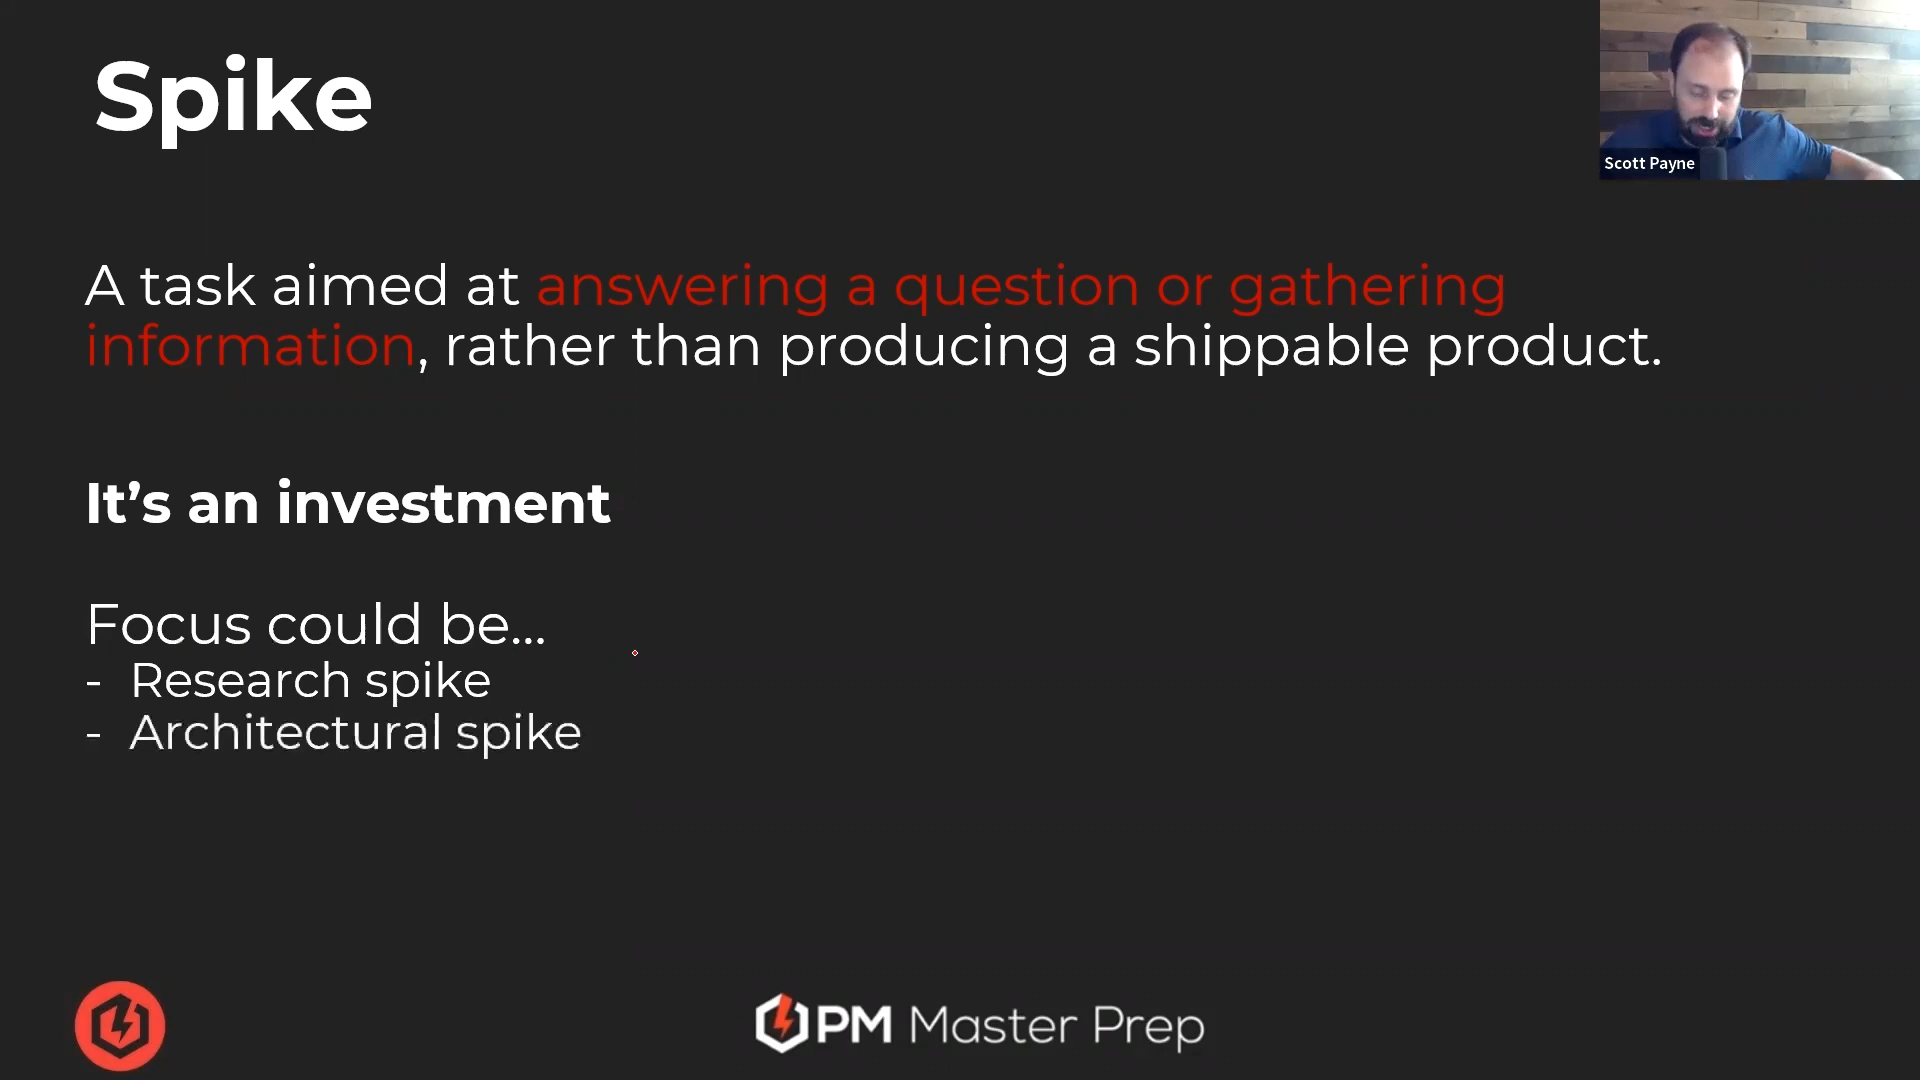 Spike
Scott Payne
A task aimed at answering a question or gathering
information, rather than producing a shippable product.
It’s an investment
Focus could be...
- Research spike
- Architectural spike
PM Master Prep